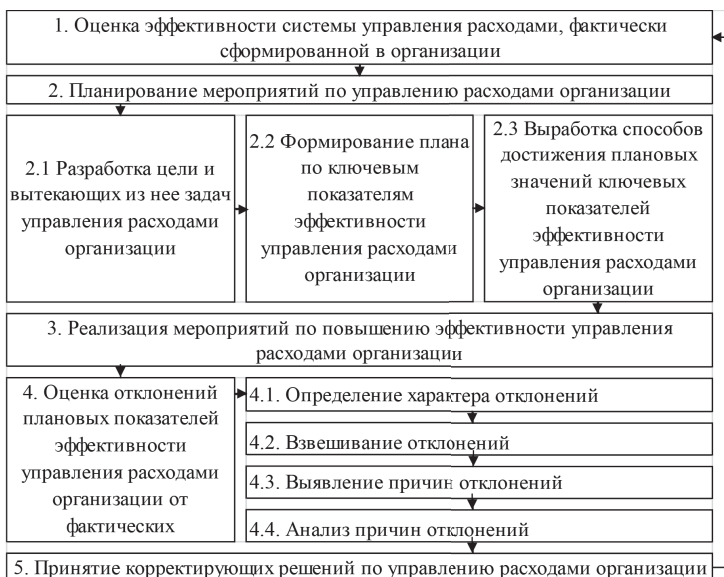 1. Оценка эффективности системы управления расходами, фактически
сформированной в организации
2. Планирование мероприятий по управлению расходами организации
2.1 Разработка цели и
вытекающих из нее задач
управления расходами
организации
2.2 Формирование плана
по ключевым
показателям
эффективности
управления расходами
организации
2.3 Выработка способов
достижения плановых
значений ключевых
показателей
эффективности
управления расходами
организации
3. Реализация мероприятий по повышению эффективности управления
расходами организации
4. Оценка отклонений
плановых показателей
эффективности
управления расходами
организации от
фактических
4.1. Определение характера отклонений
4.2. Взвешивание отклонений
4.3. Выявление причин отклонений
4.4. Анализ причин отклонений
5. Принятие корректирующих решений по управлению расходами организации